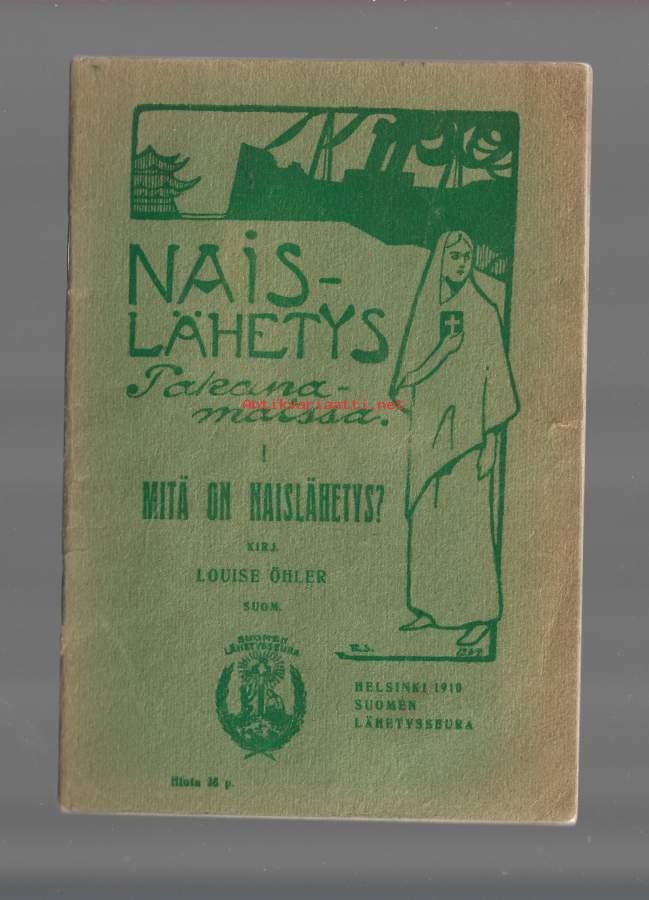 NAIS-
LÄHETYS
Pakana-
Antikvariaatti.net
maissa.
I
MITÄ ON NAISLÄHETYS?
KIRJ.
LOUISE ÖHLER
SUOM.
SUOMEN
LÄHETYSSEURA
R.S.
HELSINKI 1910
SUOMEN
LÄHETYSSEURA
Hinta p.